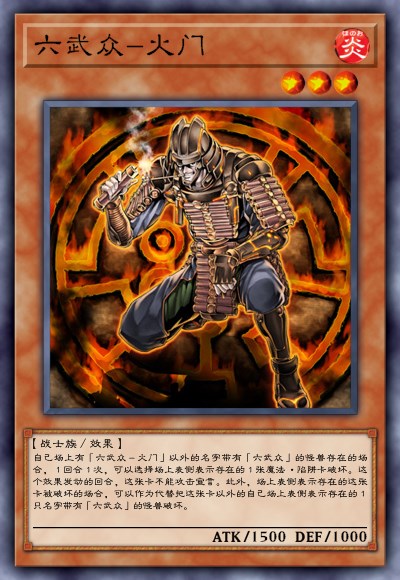 六武众－火门
ほのお
炎
【战士族／效果】
自己场上有「六武众－火门」以外的名字带有「六武众」的怪兽存在的场
合，1回合1次，可以选择场上表侧表示存在的1张魔法·陷阱卡破坏。这
个效果发动的回合，这张卡不能攻击宣言。此外，场上表侧表示存在的这张
卡被破坏的场合，可以作为代替把这张卡以外的自己场上表侧表示存在的1
只名字带有「六武众」的怪兽破坏。
ATK/1500 DEF/1000